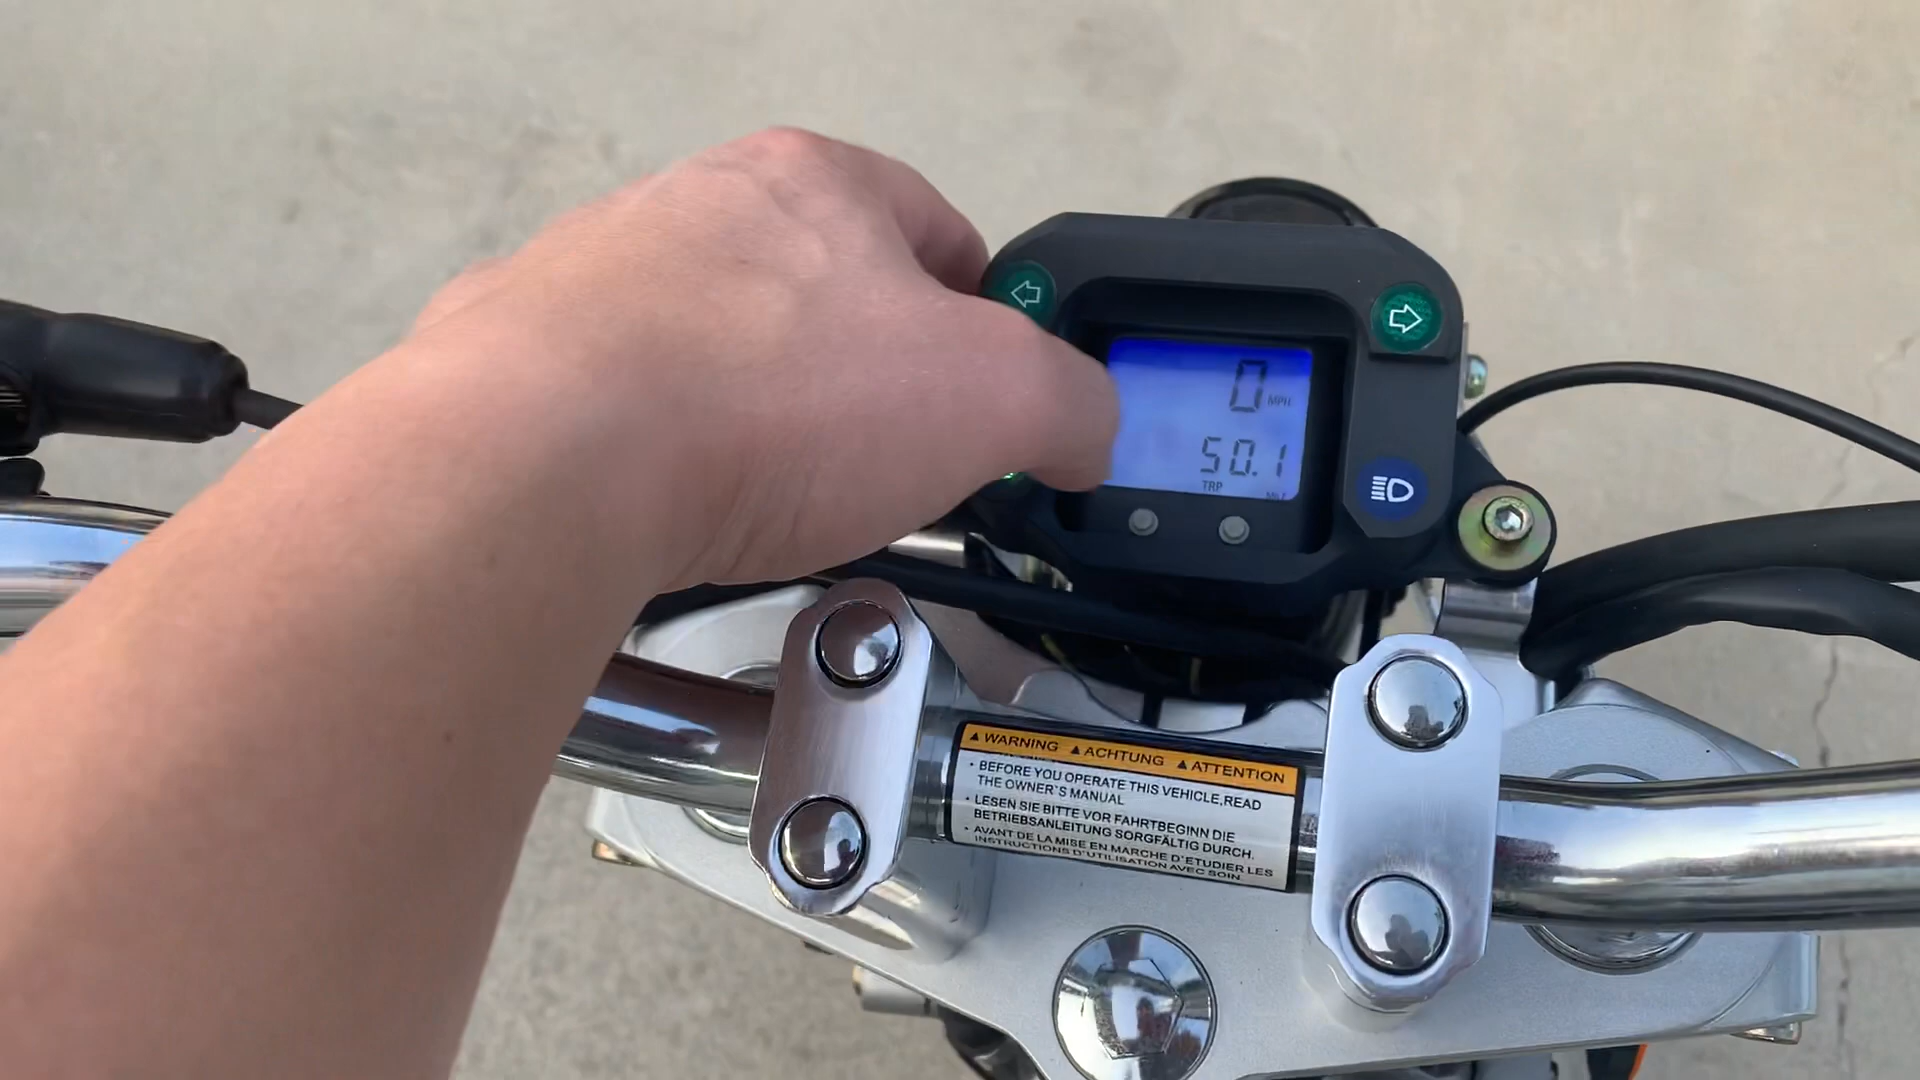 0 MPH
50.1
TRP
▲ WARNING ▲ ACHTUNG ▲ ATTENTION
· BEFORE YOU OPERATE THIS VEHICLE,READ
THE OWNER`S MANUAL
· LESEN SIE BITTE VOR FAHRTBEGINN DIE
BETRIEBSANLEITUNG SORGFÄLTIG DURCH.
· AVANT DE LA MISE EN MARCHE D`ETUDIER LES
INSTRUCTIONS D`UTILISATION AVEC SOIN.